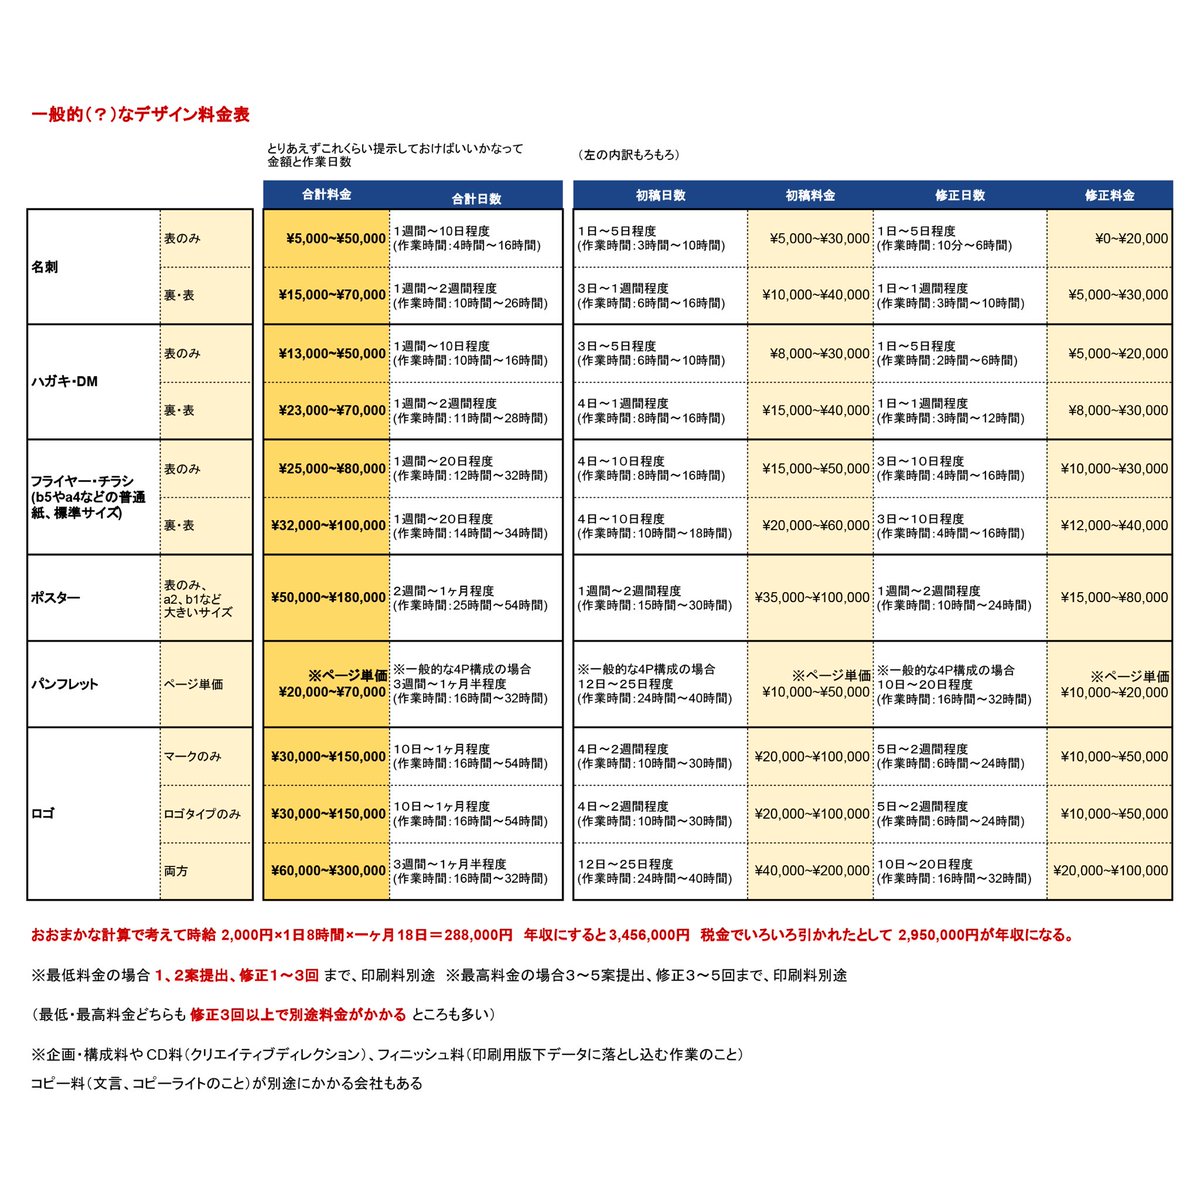 一般的(？)なデザイン料金表
とりあえずこれくらい提示しておけばいいかなって
金額と作業日数
（左の内訳もろもろ）
合計料金 合計日数 初稿日数 初稿料金 修正日数 修正料金
名刺
表のみ
¥5,000~¥50,000
1週間～10日程度
(作業時間：4時間～16時間)
1日～5日程度
(作業時間：3時間～10時間)
¥5,000~¥30,000
1日～5日程度
(作業時間：10分～6時間)
¥0~¥20,000
裏・表
¥15,000~¥70,000
1週間～2週間程度
(作業時間：10時間～26時間)
3日～1週間程度
(作業時間：6時間～16時間)
¥10,000~¥40,000
1日～1週間程度
(作業時間：3時間～10時間)
¥5,000~¥30,000
ハガキ・DM
表のみ
¥13,000~¥50,000
1週間～10日程度
(作業時間：10時間～16時間)
3日～5日程度
(作業時間：6時間～10時間)
¥8,000~¥30,000
1日～5日程度
(作業時間：2時間～6時間)
¥5,000~¥20,000
裏・表
¥23,000~¥70,000
1週間～2週間程度
(作業時間：11時間～28時間)
4日～1週間程度
(作業時間：8時間～16時間)
¥15,000~¥40,000
1日～1週間程度
(作業時間：3時間～12時間)
¥8,000~¥30,000
フライヤー・チラシ
(b5やa4などの普通
紙、標準サイズ)
表のみ
¥25,000~¥80,000
1週間～20日程度
(作業時間：12時間～32時間)
4日～10日程度
(作業時間：8時間～16時間)
¥15,000~¥50,000
3日～10日程度
(作業時間：4時間～16時間)
¥10,000~¥30,000
裏・表
¥32,000~¥100,000
1週間～20日程度
(作業時間：14時間～34時間)
4日～10日程度
(作業時間：10時間～18時間)
¥20,000~¥60,000
3日～10日程度
(作業時間：4時間～16時間)
¥12,000~¥40,000
ポスター
表のみ、
a2、b1など
大きいサイズ
¥50,000~¥180,000
2週間～1ヶ月程度
(作業時間：25時間～54時間)
1週間～2週間程度
(作業時間：15時間～30時間)
¥35,000~¥100,000
1週間～2週間程度
(作業時間：10時間～24時間)
¥15,000~¥80,000
パンフレット
ページ単価
※ページ単価
¥20,000~¥70,000
※一般的な4P構成の場合
3週間～1ヶ月半程度
(作業時間：16時間～32時間)
※一般的な4P構成の場合
12日～25日程度
(作業時間：24時間～40時間)
※ページ単価
¥10,000~¥50,000
※一般的な4P構成の場合
10日～20日程度
(作業時間：16時間～32時間)
※ページ単価
¥10,000~¥20,000
ロゴ
マークのみ
¥30,000~¥150,000
10日～1ヶ月程度
(作業時間：16時間～54時間)
4日～2週間程度
(作業時間：10時間～30時間)
¥20,000~¥100,000
5日～2週間程度
(作業時間：6時間～24時間)
¥10,000~¥50,000
ロゴタイプのみ
¥30,000~¥150,000
10日～1ヶ月程度
(作業時間：16時間～54時間)
4日～2週間程度
(作業時間：10時間～30時間)
¥20,000~¥100,000
5日～2週間程度
(作業時間：6時間～24時間)
¥10,000~¥50,000
両方
¥60,000~¥300,000
3週間～1ヶ月半程度
(作業時間：16時間～32時間)
12日～25日程度
(作業時間：24時間～40時間)
¥40,000~¥200,000
10日～20日程度
(作業時間：16時間～32時間)
¥20,000~¥100,000
おおまかな計算で考えて時給 2,000円×1日8時間×一ヶ月18日＝288,000円　年収にすると3,456,000円　税金でいろいろ引かれたとして 2,950,000円が年収になる。
※最低料金の場合 1、2案提出、修正1～3回 まで、印刷料別途　※最高料金の場合3～5案提出、修正3～5回まで、印刷料別途
（最低・最高料金どちらも 修正3回以上で別途料金がかかる ところも多い）
※企画・構成料や CD料（クリエイティブディレクション）、フィニッシュ料（印刷用版下データに落とし込む作業のこと）
コピー料（文言、コピーライトのこと）が別途にかかる会社もある